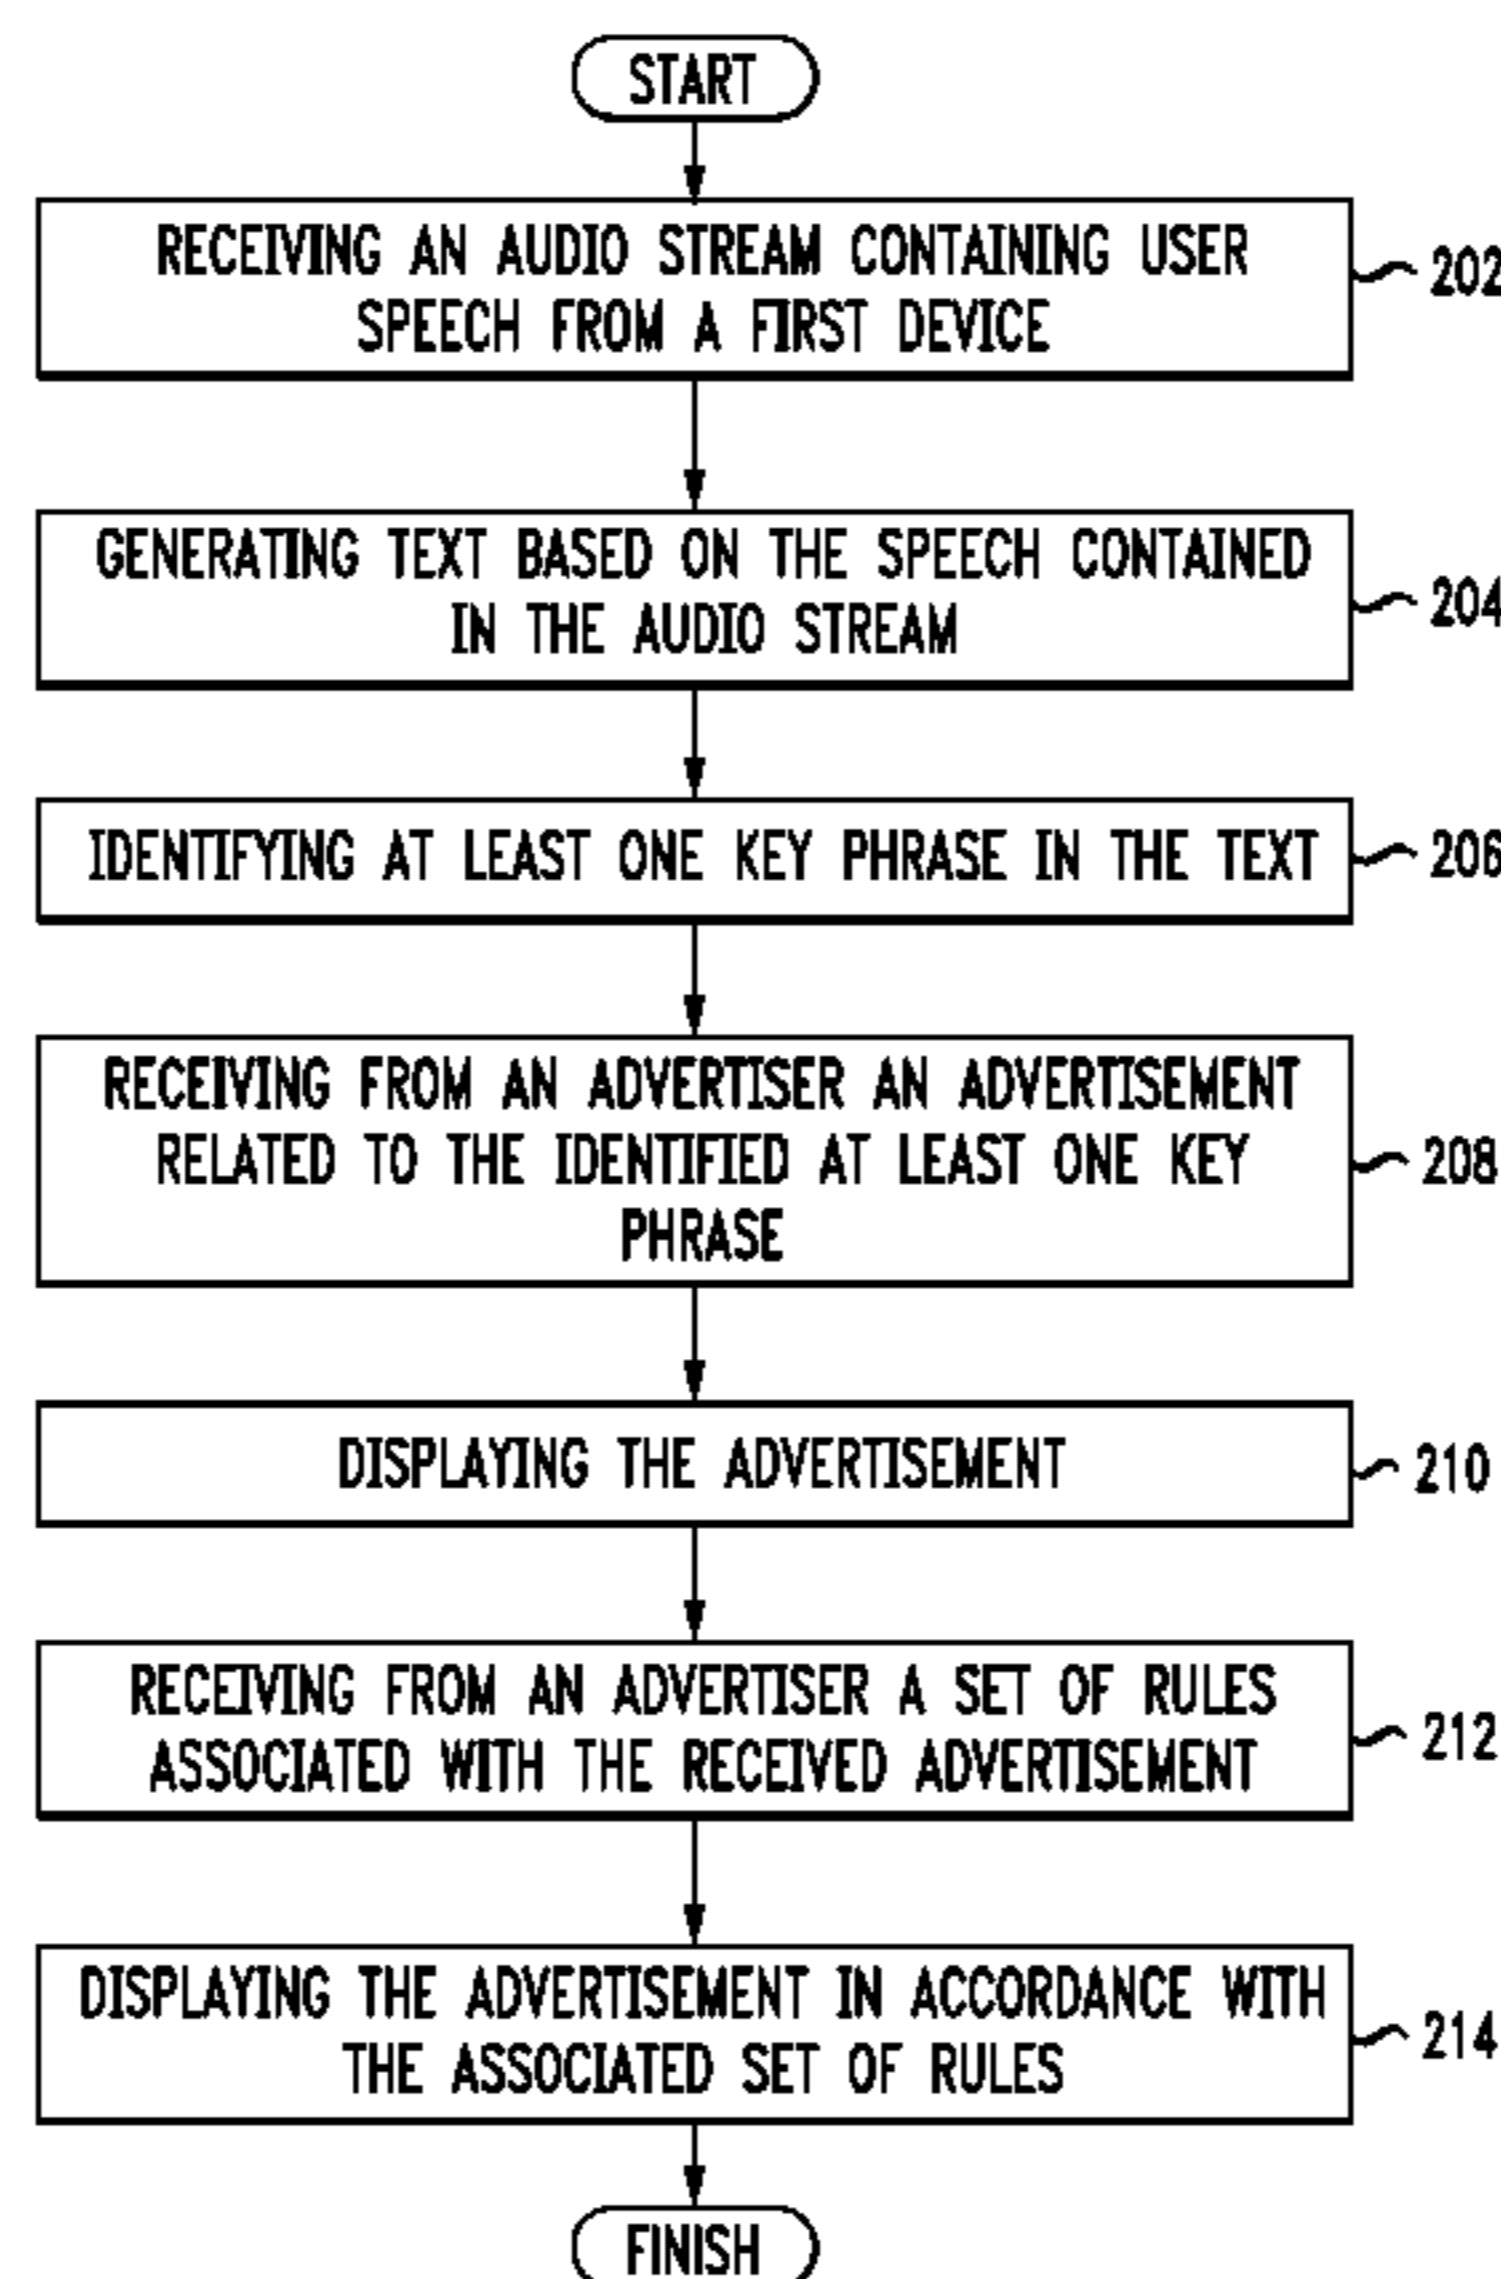 START
RECEIVING AN AUDIO STREAM CONTAINING USER
SPEECH FROM A FIRST DEVICE
202
GENERATING TEXT BASED ON THE SPEECH CONTAINED
IN THE AUDIO STREAM
204
IDENTIFYING AT LEAST ONE KEY PHRASE IN THE TEXT
206
RECEIVING FROM AN ADVERTISER AN ADVERTISEMENT
RELATED TO THE IDENTIFIED AT LEAST ONE KEY
PHRASE
208
DISPLAYING THE ADVERTISEMENT
210
RECEIVING FROM AN ADVERTISER A SET OF RULES
ASSOCIATED WITH THE RECEIVED ADVERTISEMENT
212
DISPLAYING THE ADVERTISEMENT IN ACCORDANCE WITH
THE ASSOCIATED SET OF RULES
214
FINISH